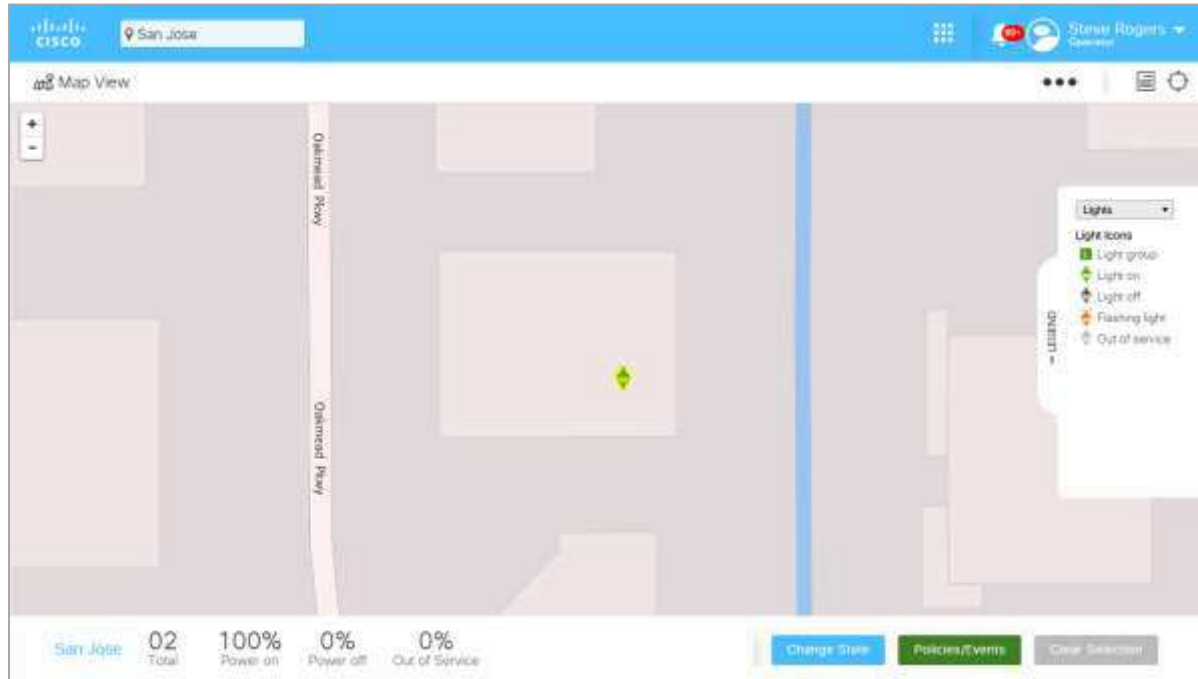 CISCO
San Jose
99+
Steve Rogers
Operator
Map View
+
-
Oakmead Pkwy
Oakmead Pkwy
Lights
Light Icons
L Light group
Light on
Light off
Flashing light
Out of service
LEGEND
San Jose
02
Total
100%
Power on
0%
Power off
0%
Out of Service
Change State
Policies/Events
Clear Selection